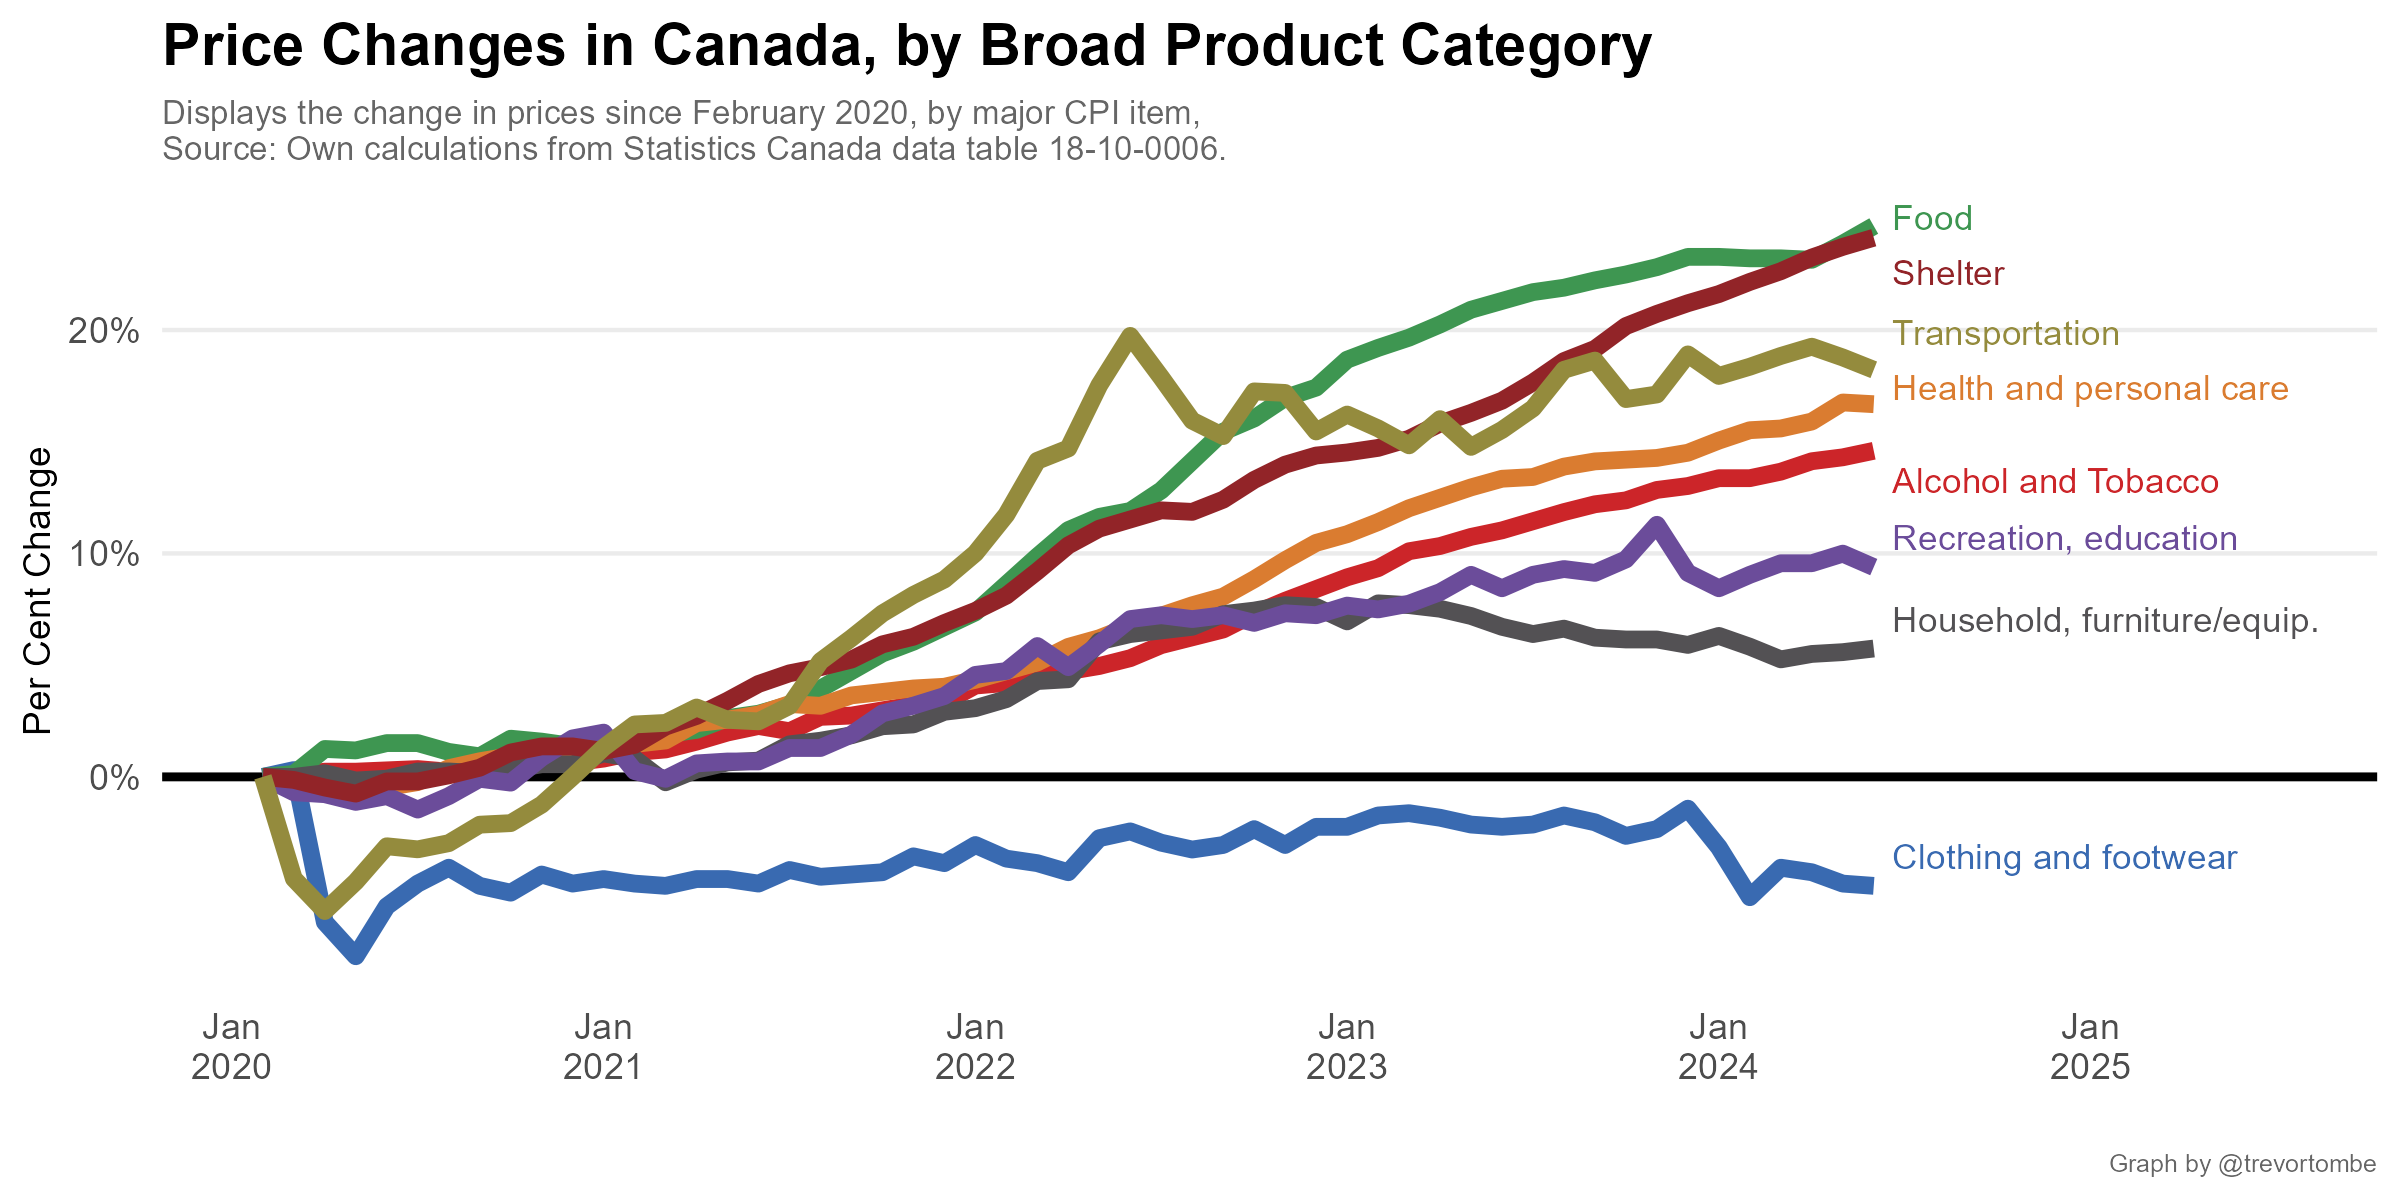 Price Changes in Canada, by Broad Product Category
Displays the change in prices since February 2020, by major CPI item,
Source: Own calculations from Statistics Canada data table 18-10-0006.
Per Cent Change
20%
10%
0%
Food
Shelter
Transportation
Health and personal care
Alcohol and Tobacco
Recreation, education
Household, furniture/equip.
Clothing and footwear
Jan
2020
Jan
2021
Jan
2022
Jan
2023
Jan
2024
Jan
2025
Graph by @trevortombe